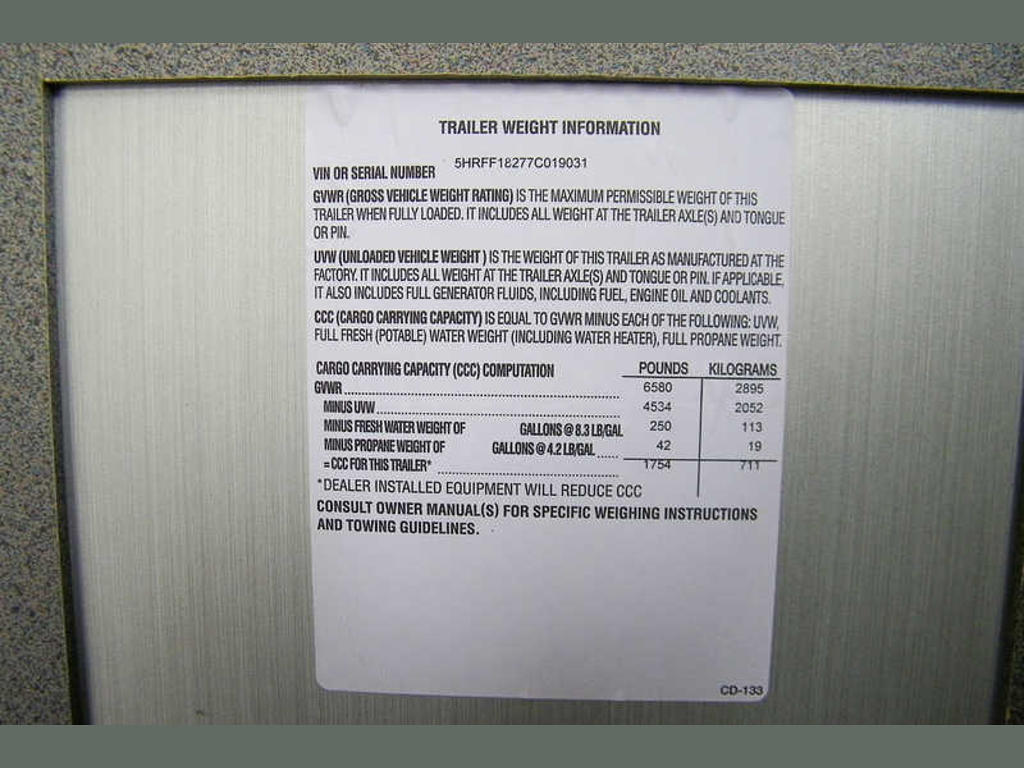 TRAILER WEIGHT INFORMATION
VIN OR SERIAL NUMBER 5HRFF18277C019031
GVWR (GROSS VEHICLE WEIGHT RATING) IS THE MAXIMUM PERMISSIBLE WEIGHT OF THIS
TRAILER WHEN FULLY LOADED. IT INCLUDES ALL WEIGHT AT THE TRAILER AXLE(S) AND TONGUE
OR PIN.
UVW (UNLOADED VEHICLE WEIGHT ) IS THE WEIGHT OF THIS TRAILER AS MANUFACTURED AT THE
FACTORY. IT INCLUDES ALL WEIGHT AT THE TRAILER AXLE(S) AND TONGUE OR PIN. IF APPLICABLE,
IT ALSO INCLUDES FULL GENERATOR FLUIDS, INCLUDING FUEL, ENGINE OIL AND COOLANTS.
CCC (CARGO CARRYING CAPACITY) IS EQUAL TO GVWR MINUS EACH OF THE FOLLOWING: UVW,
FULL FRESH (POTABLE) WATER WEIGHT (INCLUDING WATER HEATER), FULL PROPANE WEIGHT.
CARGO CARRYING CAPACITY (CCC) COMPUTATION POUNDS KILOGRAMS
GVWR 6580 2895
MINUS UVW 4534 2052
MINUS FRESH WATER WEIGHT OF GALLONS @ 8.3 LB/GAL 250 113
MINUS PROPANE WEIGHT OF GALLONS @ 4.2 LB/GAL 42 19
= CCC FOR THIS TRAILER* 1754 711
*DEALER INSTALLED EQUIPMENT WILL REDUCE CCC
CONSULT OWNER MANUAL(S) FOR SPECIFIC WEIGHING INSTRUCTIONS
AND TOWING GUIDELINES.
CD-133